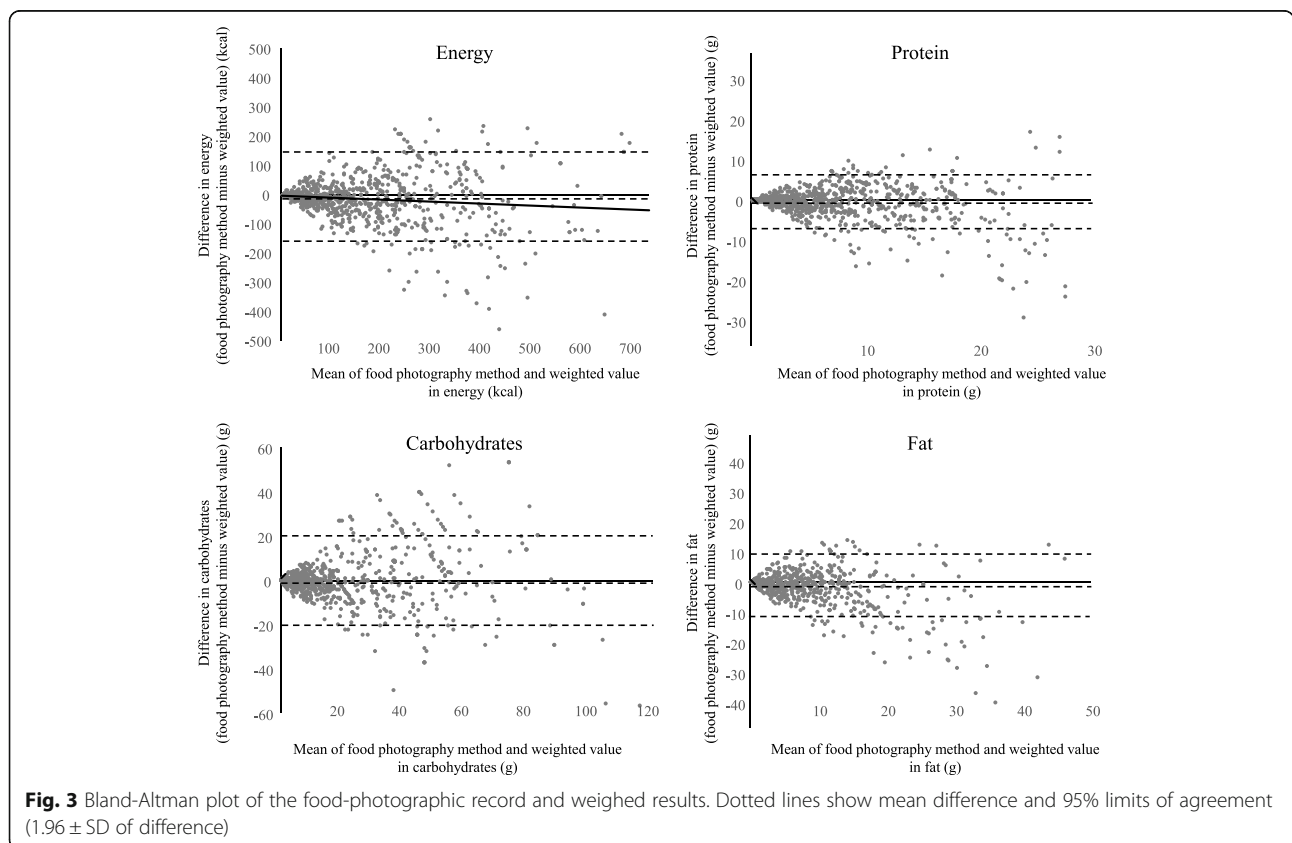 Energy
Difference in energy
(food photography method minus weighted value) (kcal)
500
400
300
200
100
0
-100
-200
-300
-400
-500
100 200 300 400 500 600 700
Mean of food photography method and weighted value
in energy (kcal)
Protein
Difference in protein
(food photography method minus weighted value) (g)
30
20
10
0
-10
-20
-30
10 20 30
Mean of food photography method and weighted value
in protein (g)
Carbohydrates
Difference in carbohydrates
(food photography method minus weighted value) (g)
60
40
20
0
-20
-40
-60
20 40 60 80 100 120
Mean of food photography method and weighted value
in carbohydrates (g)
Fat
Difference in fat
(food photography method minus weighted value) (g)
40
30
20
10
0
-10
-20
-30
-40
10 20 30 40 50
Mean of food photography method and weighted value
in fat (g)
Fig. 3 Bland-Altman plot of the food-photographic record and weighed results. Dotted lines show mean difference and 95% limits of agreement
(1.96 ± SD of difference)